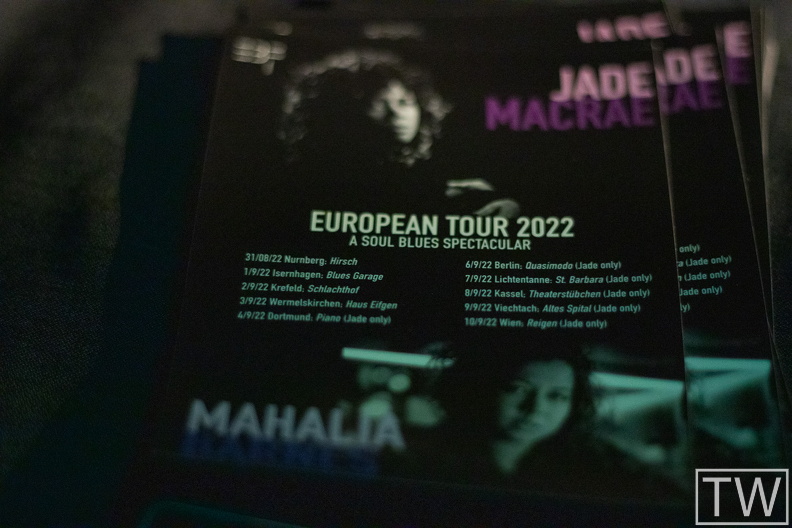 JADE
MACRAE
EUROPEAN TOUR 2022
A SOUL BLUES SPECTACULAR
31/08/22 Nurnberg: Hirsch
1/9/22 Isernhagen: Blues Garage
2/9/22 Krefeld: Schlachthof
3/9/22 Wermelskirchen: Haus Eifgen
4/9/22 Dortmund: Piano (Jade only)
6/9/22 Berlin: Quasimodo (Jade only)
7/9/22 Lichtentanne: St. Barbara (Jade only)
8/9/22 Kassel: Theaterstübchen (Jade only)
9/9/22 Viechtach: Altes Spital (Jade only)
10/9/22 Wien: Reigen (Jade only)
MAHALIA
BARNES
TW